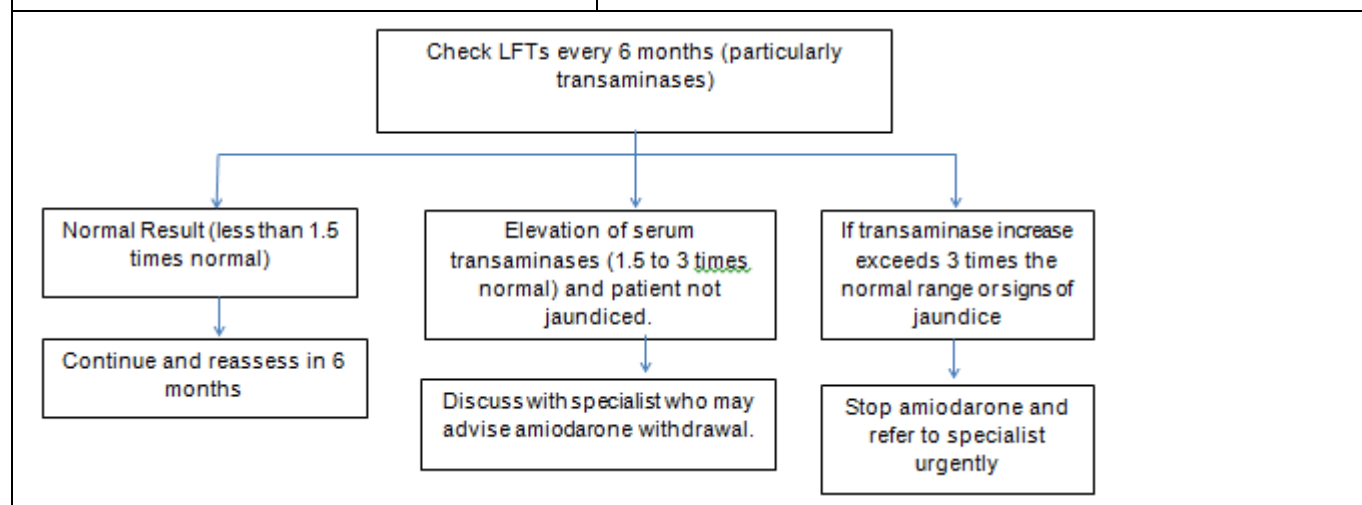 Check LFTs every 6 months (particularly
transaminases)
Normal Result (less than 1.5
times normal)
Continue and reassess in 6
months
Elevation of serum
transaminases (1.5 to 3 times
normal) and patient not
jaundiced.
Discuss with specialist who may
advise amiodarone withdrawal.
If transaminase increase
exceeds 3 times the
normal range or signs of
jaundice
Stop amiodarone and
refer to specialist
urgently